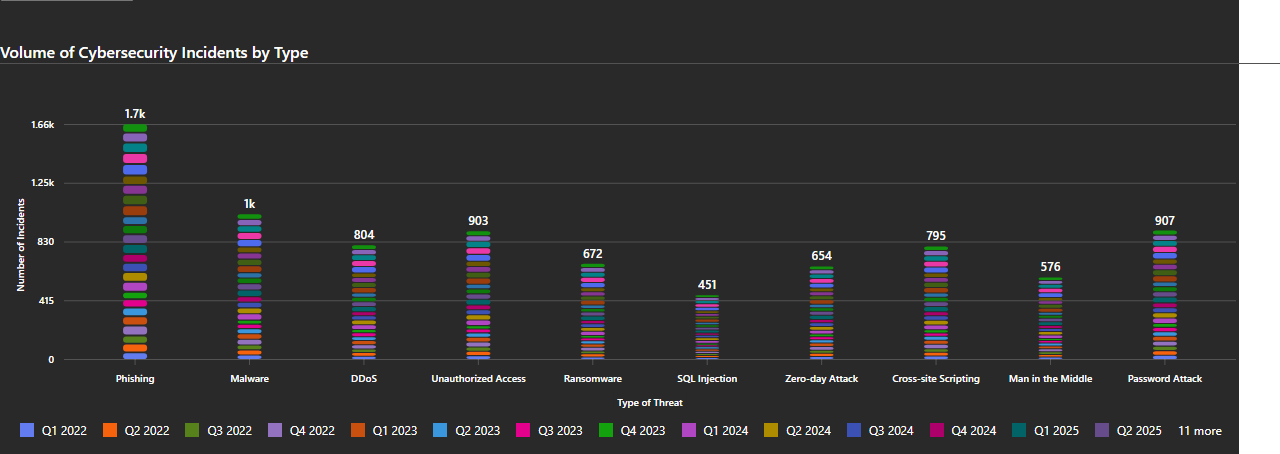 Volume of Cybersecurity Incidents by Type
1.7k
1.66k
1.25k
1k
903
907
804
795
830
672
654
576
451
415
0
Number of Incidents
Phishing Malware DDoS Unauthorized Access Ransomware SQL Injection Zero-day Attack Cross-site Scripting Man in the Middle Password Attack
Type of Threat
Q1 2022 Q2 2022 Q3 2022 Q4 2022 Q1 2023 Q2 2023 Q3 2023 Q4 2023 Q1 2024 Q2 2024 Q3 2024 Q4 2024 Q1 2025 Q2 2025 11 more